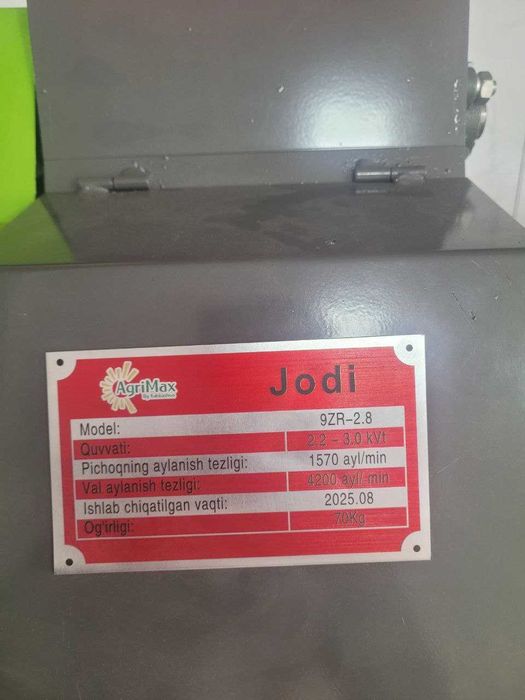 AgriMax
Jodi
Model: 9ZR-2.8
Quvvati: 2,2 - 3,0 kVt
Pichoqning aylanish tezligi: 1570 ayl/min
Val aylanish tezligi: 4200 ayl/ min
Ishlab chiqatilgan vaqti: 2025.08
Og'irligi: 70Kg